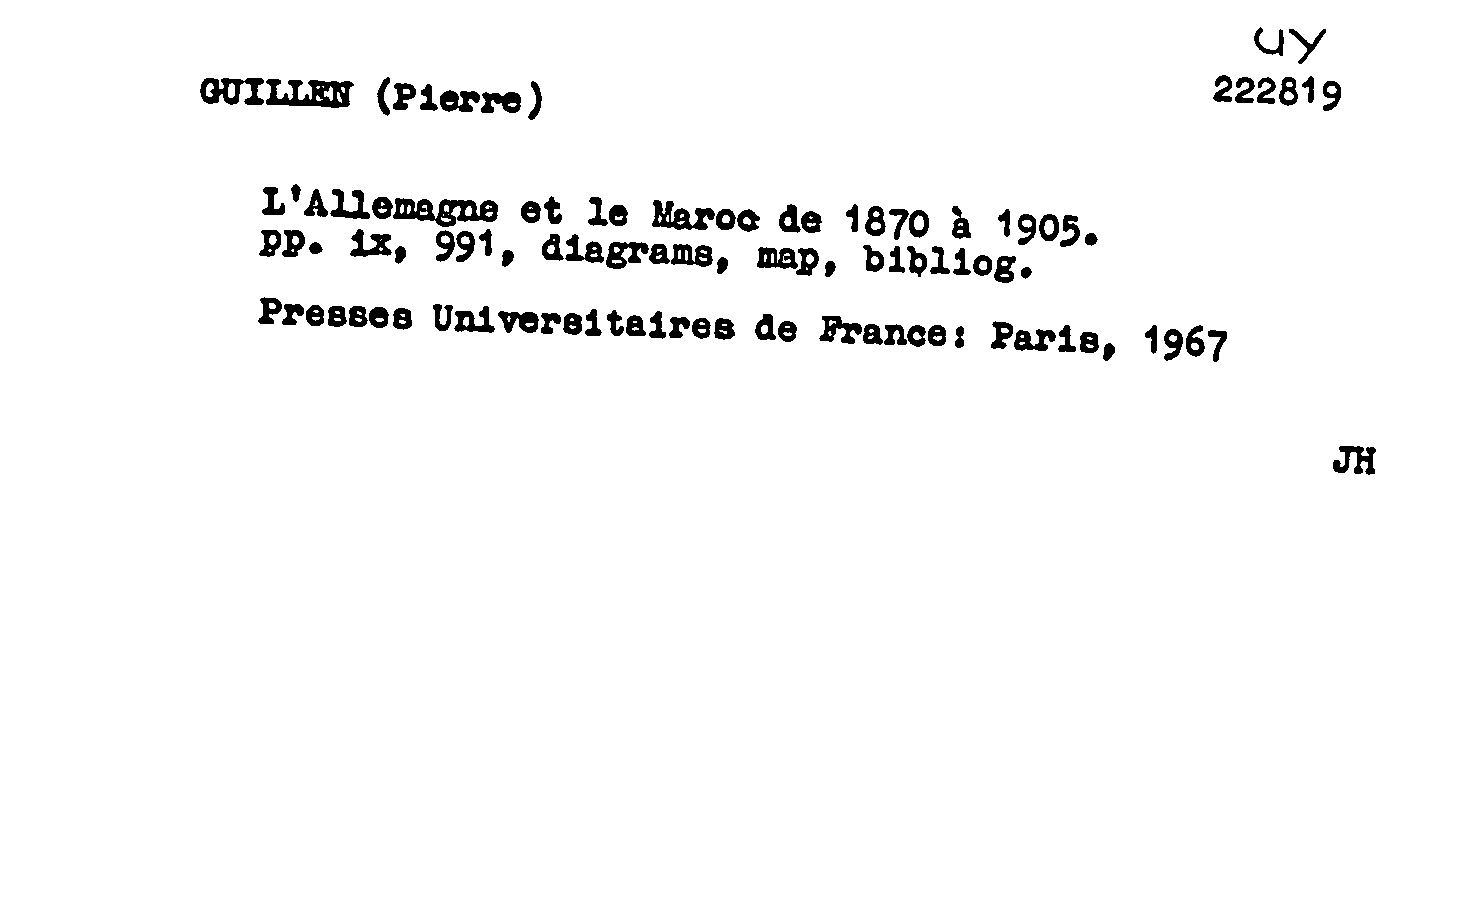 UY
GUILLEN (Pierre) 222819
L'Allemagne et le Maroc de 1870 à 1905.
pp. ix, 991, diagrams, map, bibliog.
Presses Universitaires de France: Paris, 1967
JH